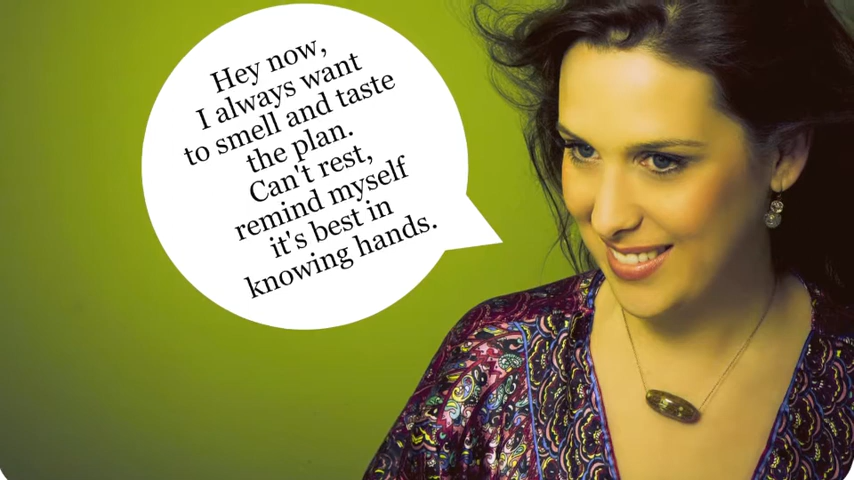 Hey now,
I always want
to smell and taste
the plan.
Can't rest,
remind myself
it's best in
knowing hands.